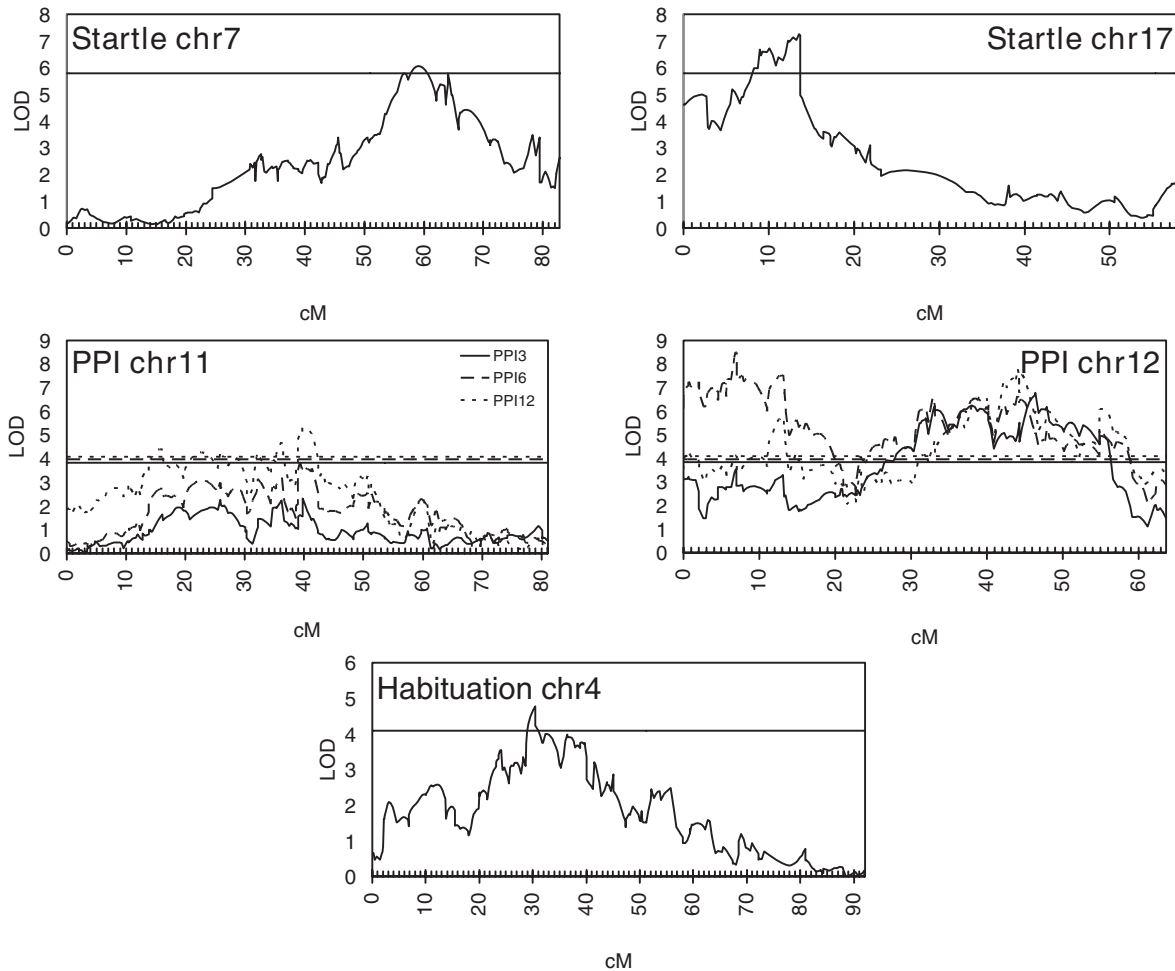 Startle chr7
LOD
8
7
6
5
4
3
2
1
0
0 10 20 30 40 50 60 70 80
cM
Startle chr17
LOD
8
7
6
5
4
3
2
1
0
0 10 20 30 40 50
cM
PPI chr11
PPI3
PPI6
PPI12
LOD
9
8
7
6
5
4
3
2
1
0
0 10 20 30 40 50 60 70 80
cM
PPI chr12
LOD
9
8
7
6
5
4
3
2
1
0
0 10 20 30 40 50 60
cM
Habituation chr4
LOD
6
5
4
3
2
1
0
0 10 20 30 40 50 60 70 80 90
cM